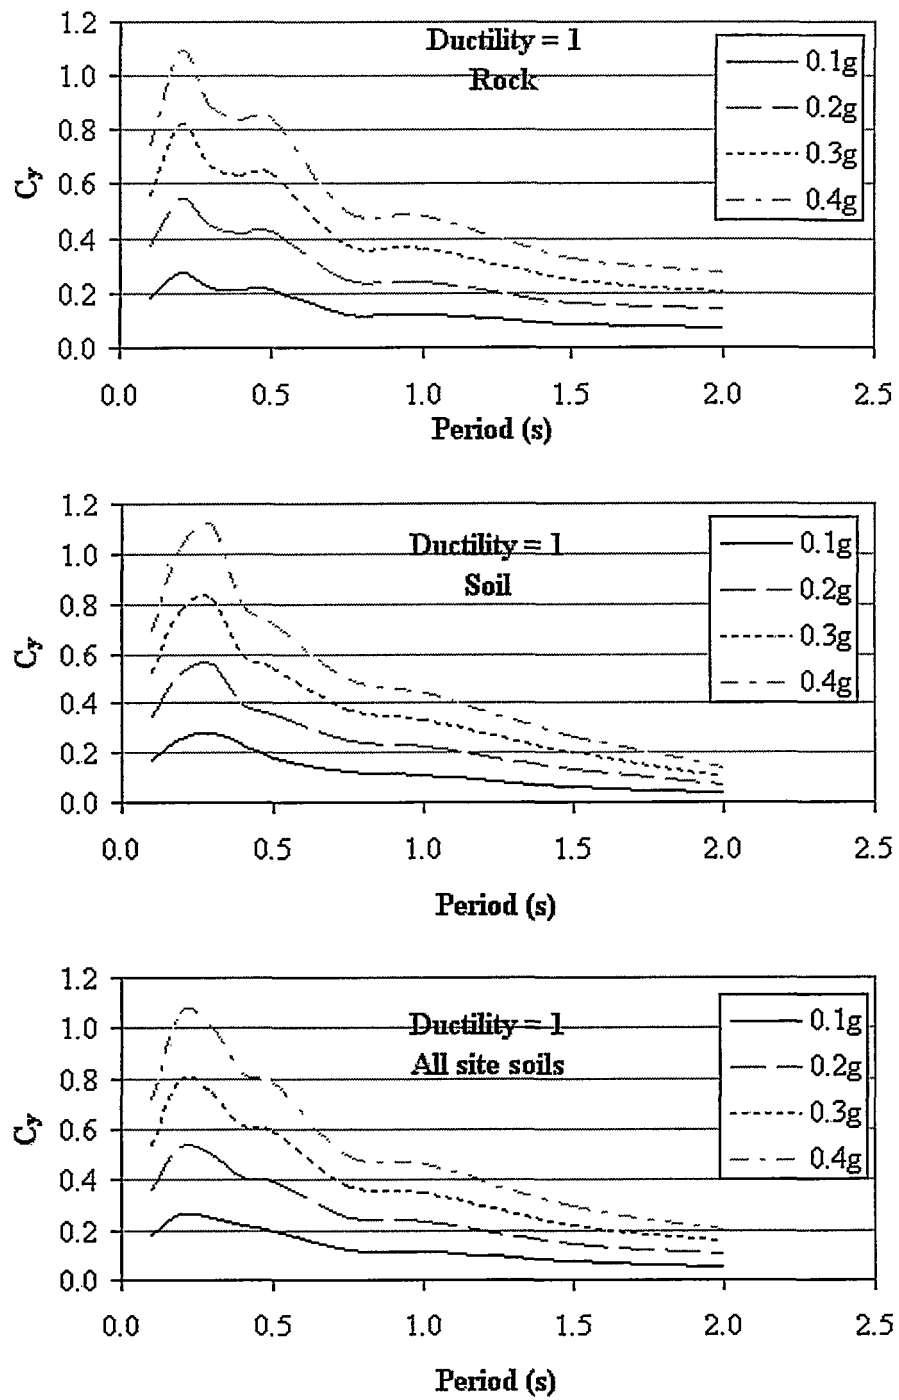 Ductility = 1
Rock
0.1g
0.2g
0.3g
0.4g
1.2
1.0
0.8
0.6
0.4
0.2
0.0
Cy
0.0 0.5 1.0 1.5 2.0 2.5
Period (s)
Ductility = 1
Soil
0.1g
0.2g
0.3g
0.4g
1.2
1.0
0.8
0.6
0.4
0.2
0.0
Cy
0.0 0.5 1.0 1.5 2.0 2.5
Period (s)
Ductility = 1
All site soils
0.1g
0.2g
0.3g
0.4g
1.2
1.0
0.8
0.6
0.4
0.2
0.0
Cy
0.0 0.5 1.0 1.5 2.0 2.5
Period (s)